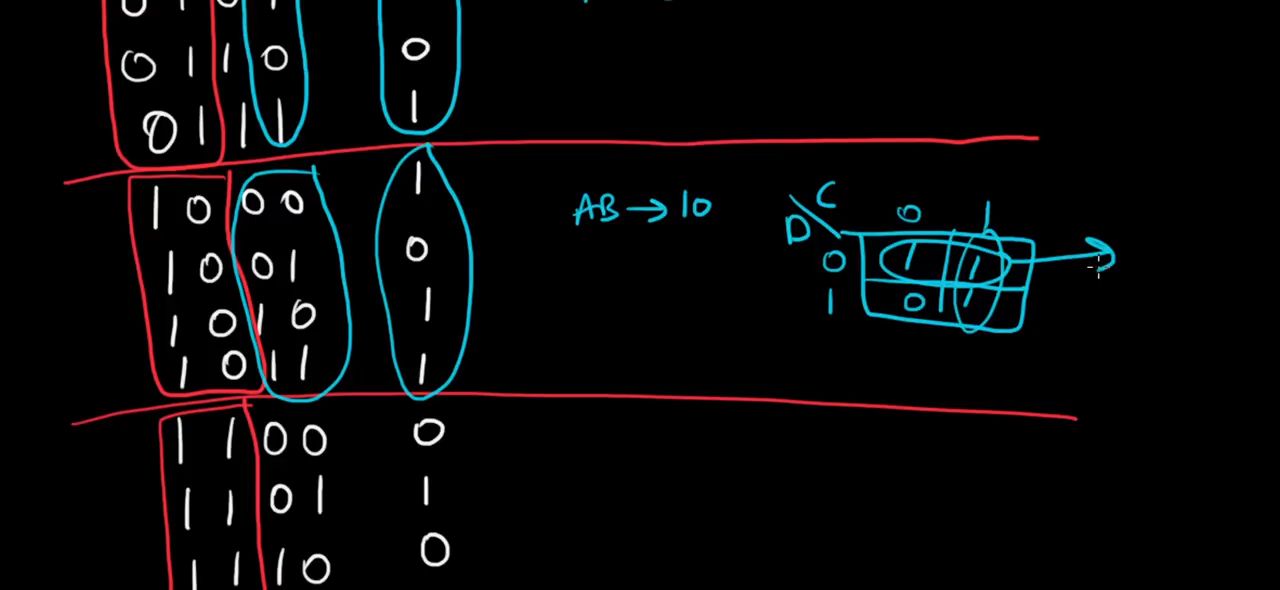 0 1 1 0 0
0 1 1 1 1
1 0 0 0 1
1 0 0 1 0
AB → 10
C
D
0 1
0 1 1
1 0 1
1 0 1 0 1
1 0 1 1 1
1 1 0 0 0
1 1 0 1 1
1 1 1 0 0